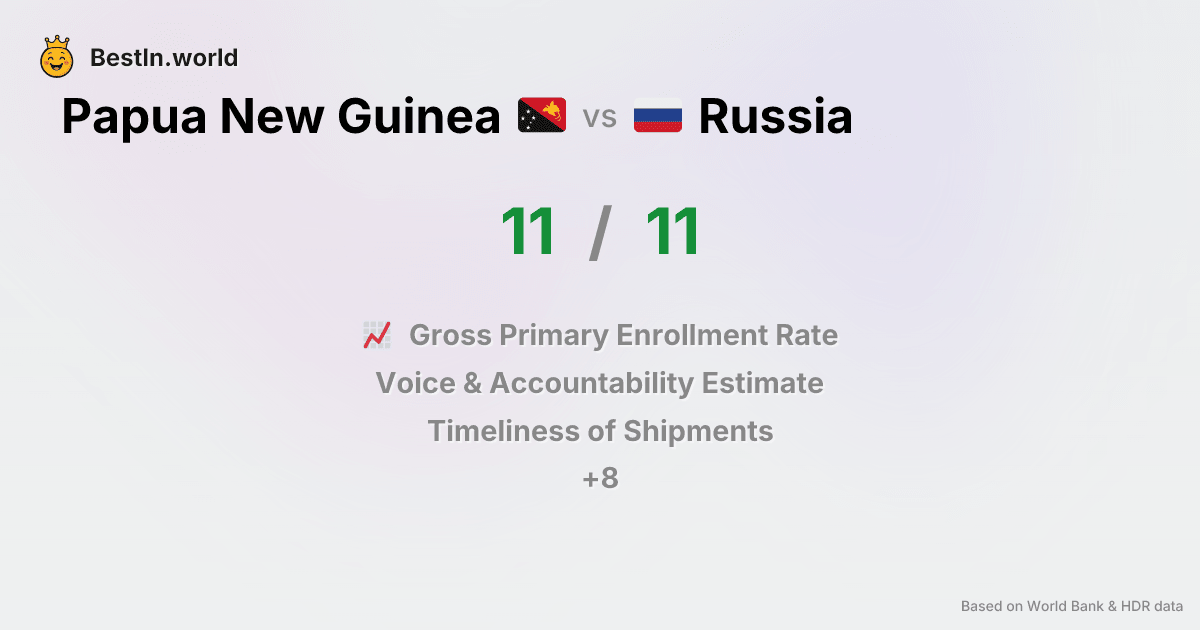 BestIn.world
Papua New Guinea vs Russia
11 / 11
Gross Primary Enrollment Rate
Voice & Accountability Estimate
Timeliness of Shipments
+8
Based on World Bank & HDR data